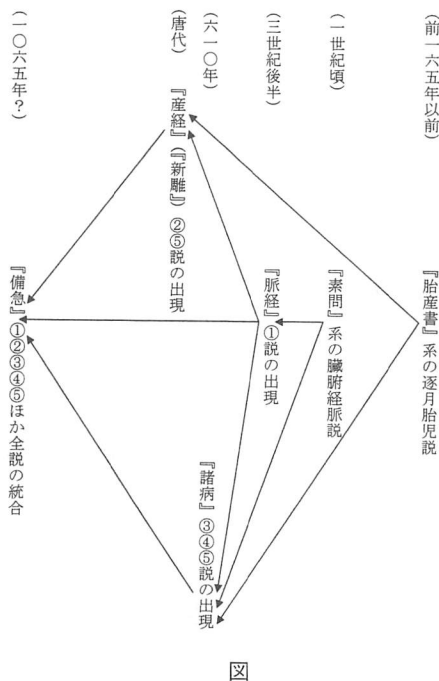 (前一六五年以前)
『胎産書』系の逐月胎児説
(一世紀頃)
『素問』系の臓腑経脈説
(三世紀後半)
『脈経』①説の出現
(六一〇年)
『諸病』③④⑤説の出現
(唐代)
『産経』(『新雕』)②⑤説の出現
(一〇六五年?)
『備急』①②③④⑤ほか全説の統合
図